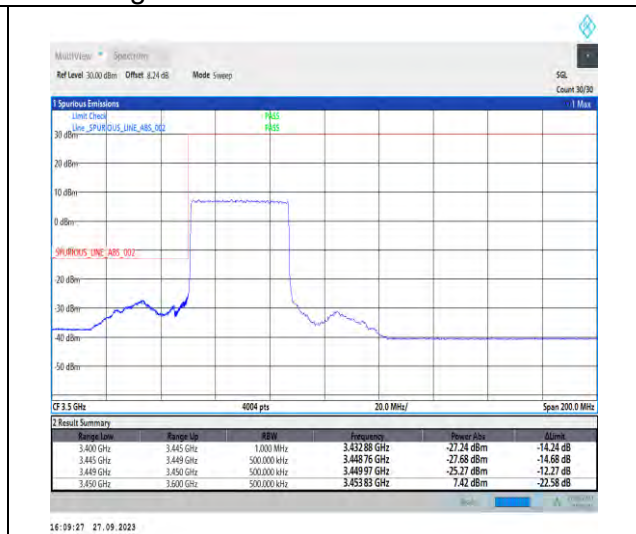 MultiView Spectrum
Ref Level 30.00 dBm Offset 8.24 dB Mode Sweep SGL
Count 30/30
1 Spurious Emissions 1 Max
Limit Check PASS
Line _SPURIOUS_LINE_ABS_002 PASS
30 dBm
20 dBm
10 dBm
0 dBm
_SPURIOUS_LINE_ABS_002
-20 dBm
-30 dBm
-40 dBm
-50 dBm
CF 3.5 GHz 4004 pts 20.0 MHz/ Span 200.0 MHz
2 Result Summary
Range Low Range Up RBW Frequency Power Abs ΔLimit
3.400 GHz 3.445 GHz 1.000 MHz 3.432 88 GHz -27.24 dBm -14.24 dB
3.445 GHz 3.449 GHz 500.000 kHz 3.448 76 GHz -27.68 dBm -14.68 dB
3.449 GHz 3.450 GHz 500.000 kHz 3.449 97 GHz -25.27 dBm -12.27 dB
3.450 GHz 3.600 GHz 500.000 kHz 3.453 83 GHz 7.42 dBm -22.58 dB
16:09:27 27.09.2023